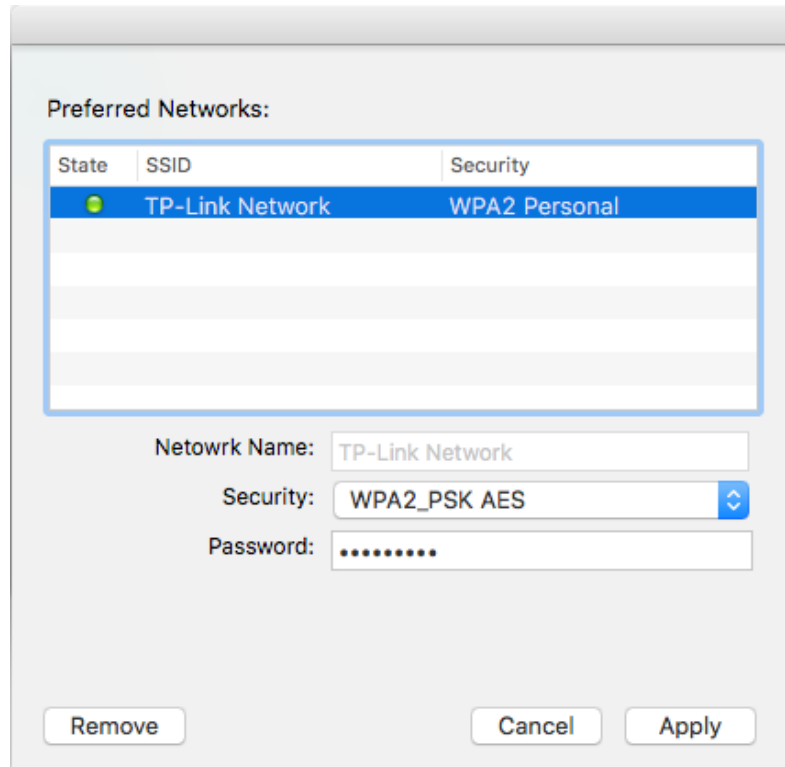 Preferred Networks:
State SSID Security
TP-Link Network WPA2 Personal
Netowrk Name: TP-Link Network
Security: WPA2_PSK AES
Password: •••••••••
Remove Cancel Apply